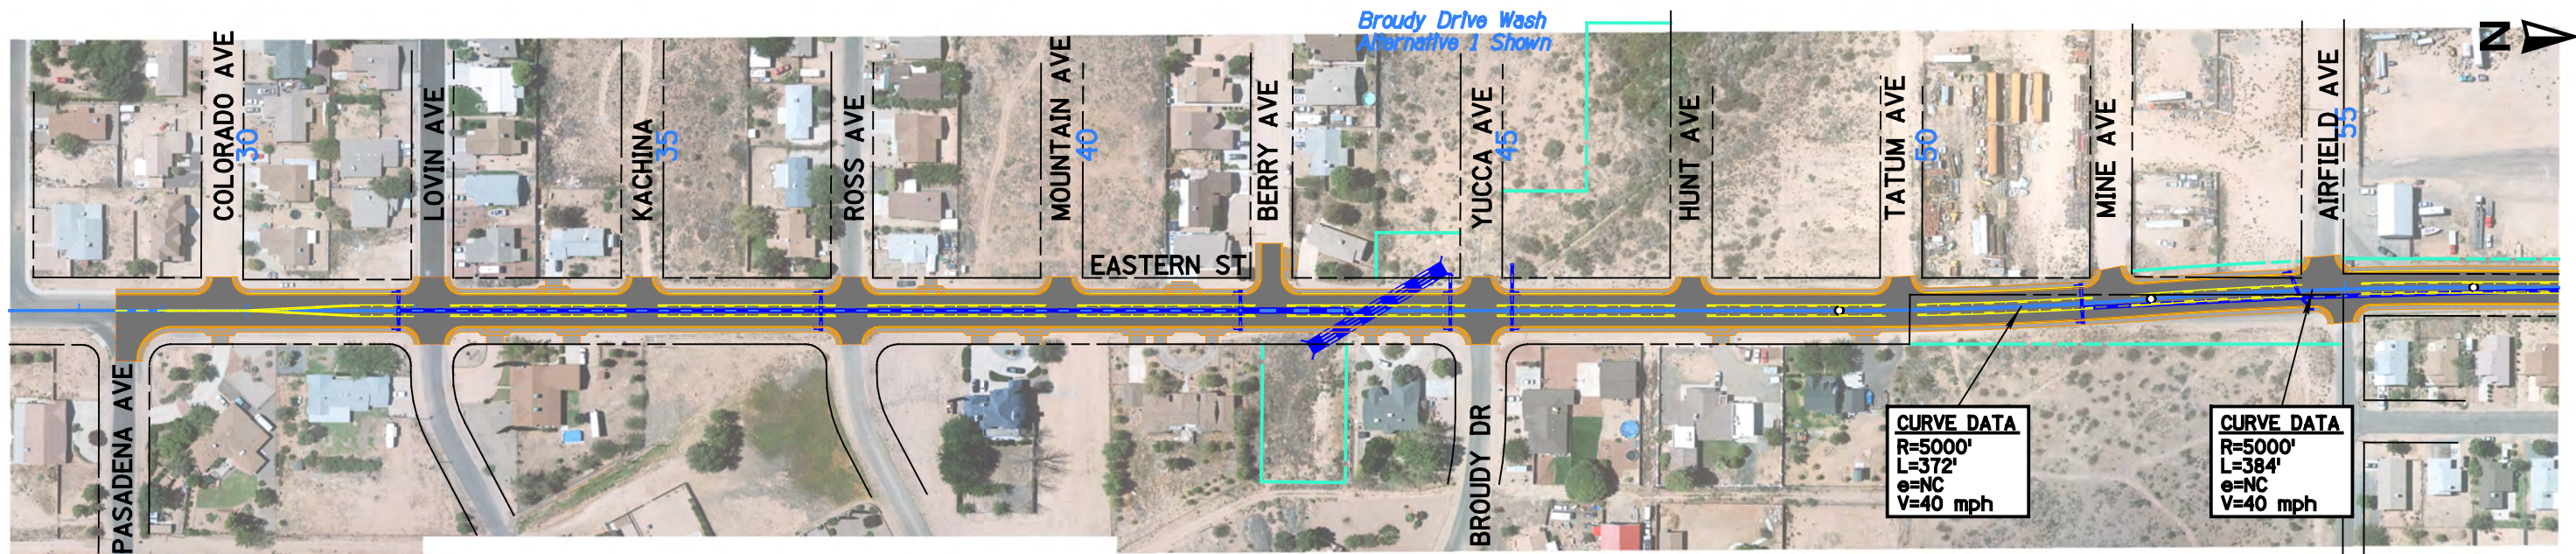 Broudy Drive Wash
Alternative 1 Shown
N
COLORADO AVE
30
LOVIN AVE
KACHINA
35
ROSS AVE
MOUNTAIN AVE
40
BERRY AVE
YUCCA AVE
45
HUNT AVE
TATUM AVE
50
MINE AVE
AIRFIELD AVE
55
EASTERN ST
PASADENA AVE
BROUDY DR
CURVE DATA
R=5000'
L=372'
e=NC
V=40 mph
CURVE DATA
R=5000'
L=384'
e=NC
V=40 mph